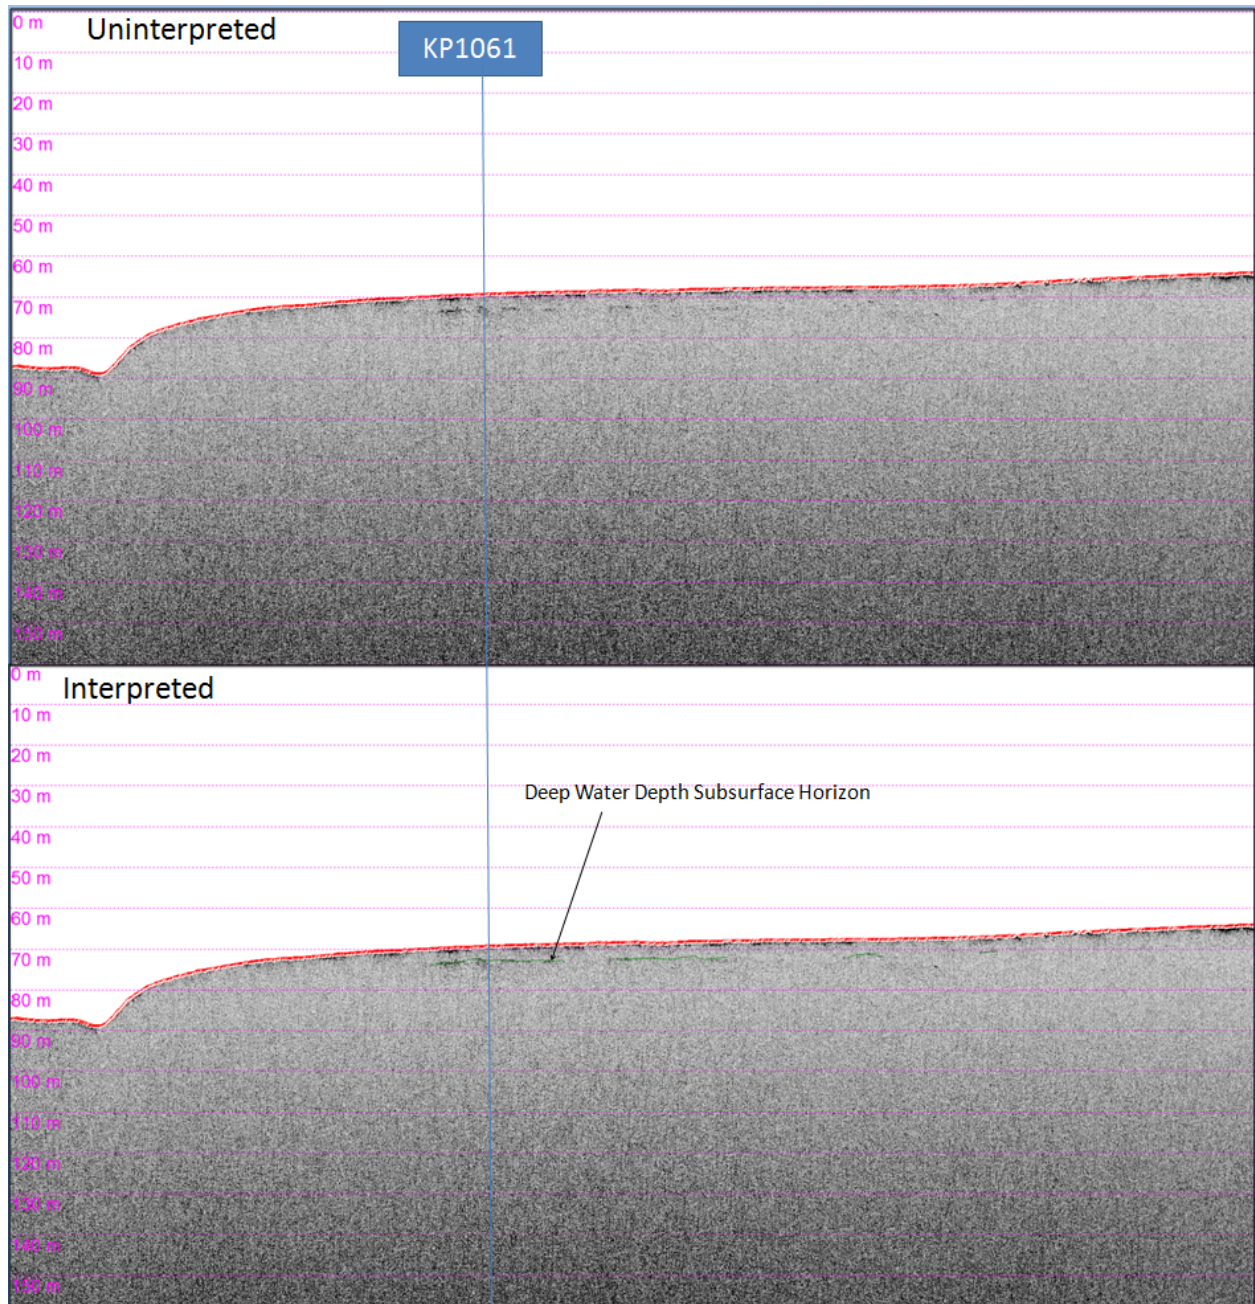 0 m
Uninterpreted
KP1061
10 m
20 m
30 m
40 m
50 m
60 m
70 m
80 m
90 m
100 m
110 m
120 m
130 m
140 m
150 m
0 m
Interpreted
10 m
20 m
30 m
Deep Water Depth Subsurface Horizon
40 m
50 m
60 m
70 m
80 m
90 m
100 m
110 m
120 m
130 m
140 m
150 m